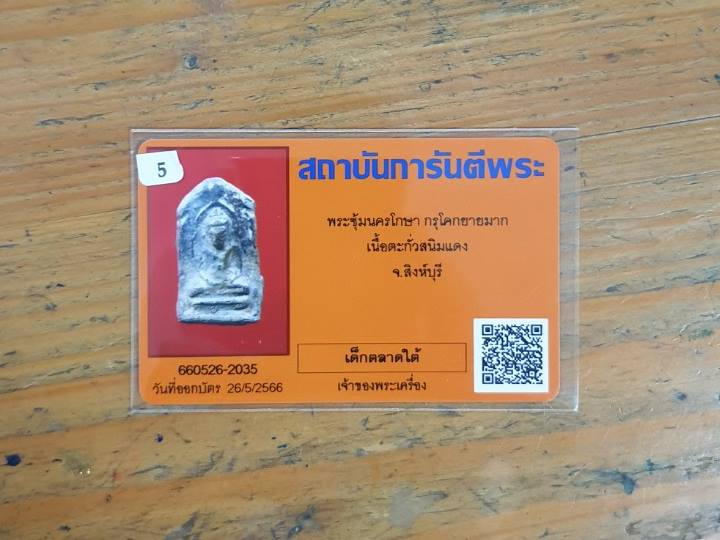 5
สถาบันการันตีพระ
พระซุ้มนครโกษา กรุโคกยายมาก
เนื้อตะกั่วสนิมแดง
จ.สิงห์บุรี
660526-2035
วันที่ออกบัตร 26/5/2566
เด็กตลาดใต้
เจ้าของพระเครื่อง